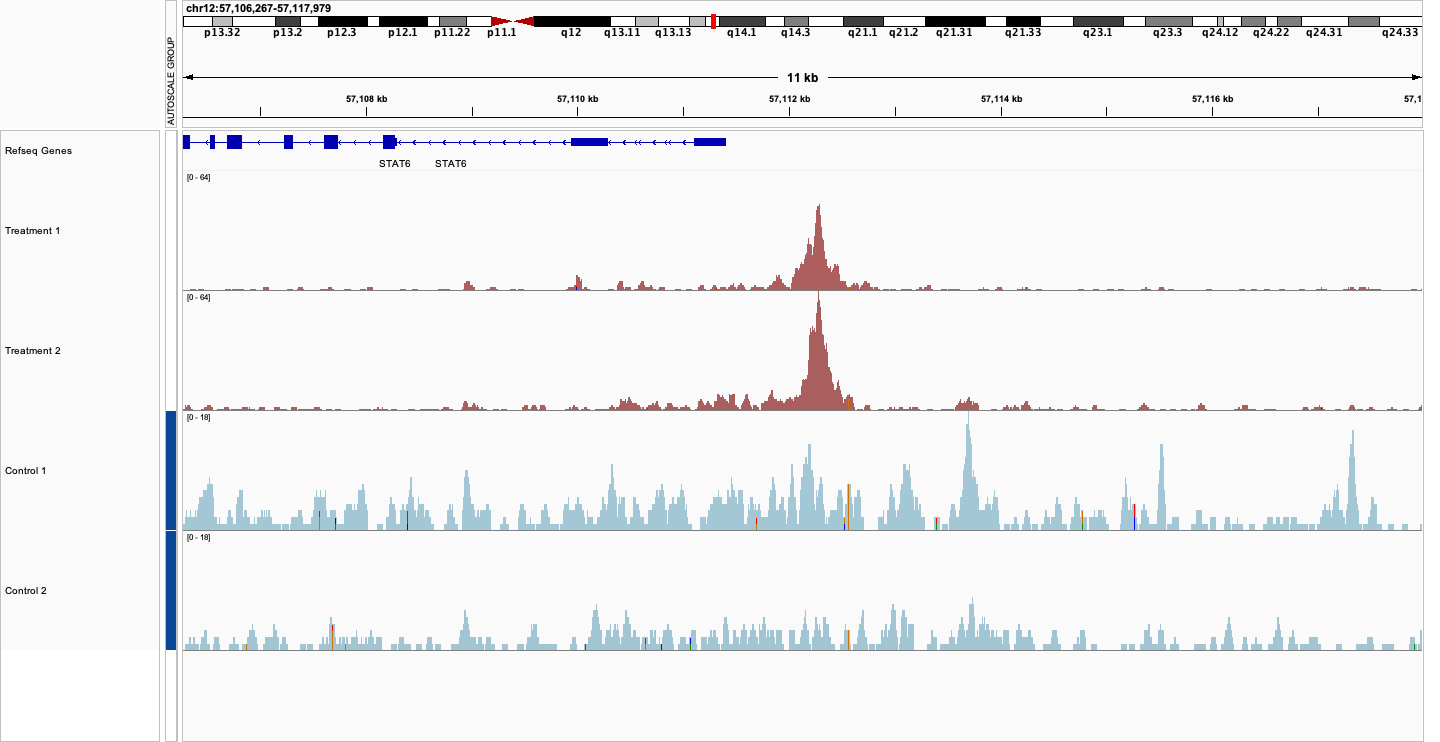 chr12:57,106,267-57,117,979
p13.32 p13.2 p12.3 p12.1 p11.22 p11.1 q12 q13.11 q13.13 q14.1 q14.3 q21.1 q21.2 q21.31 q21.33 q23.1 q23.3 q24.12 q24.22 q24.31 q24.33
AUTOSCALE GROUP
11 kb
57,108 kb 57,110 kb 57,112 kb 57,114 kb 57,116 kb 57,1
Refseq Genes
STAT6 STAT6
[0 - 64]
Treatment 1
[0 - 64]
Treatment 2
[0 - 18]
Control 1
[0 - 18]
Control 2